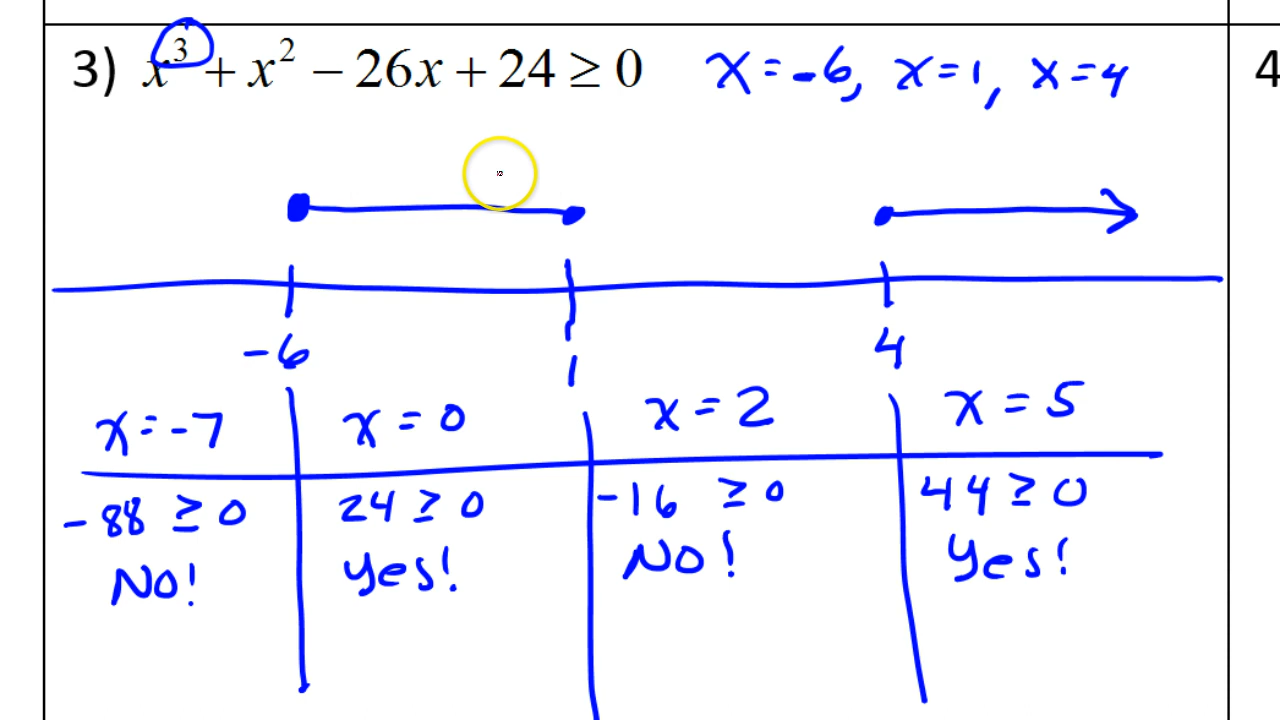 3) x³ + x² − 26x + 24 ≥ 0 x = -6, x = 1, x = 4 4
-6 1 4
x = -7 x = 0 x = 2 x = 5
-88 ≥ 0 24 ≥ 0 -16 ≥ 0 44 ≥ 0
No! Yes! No! Yes!